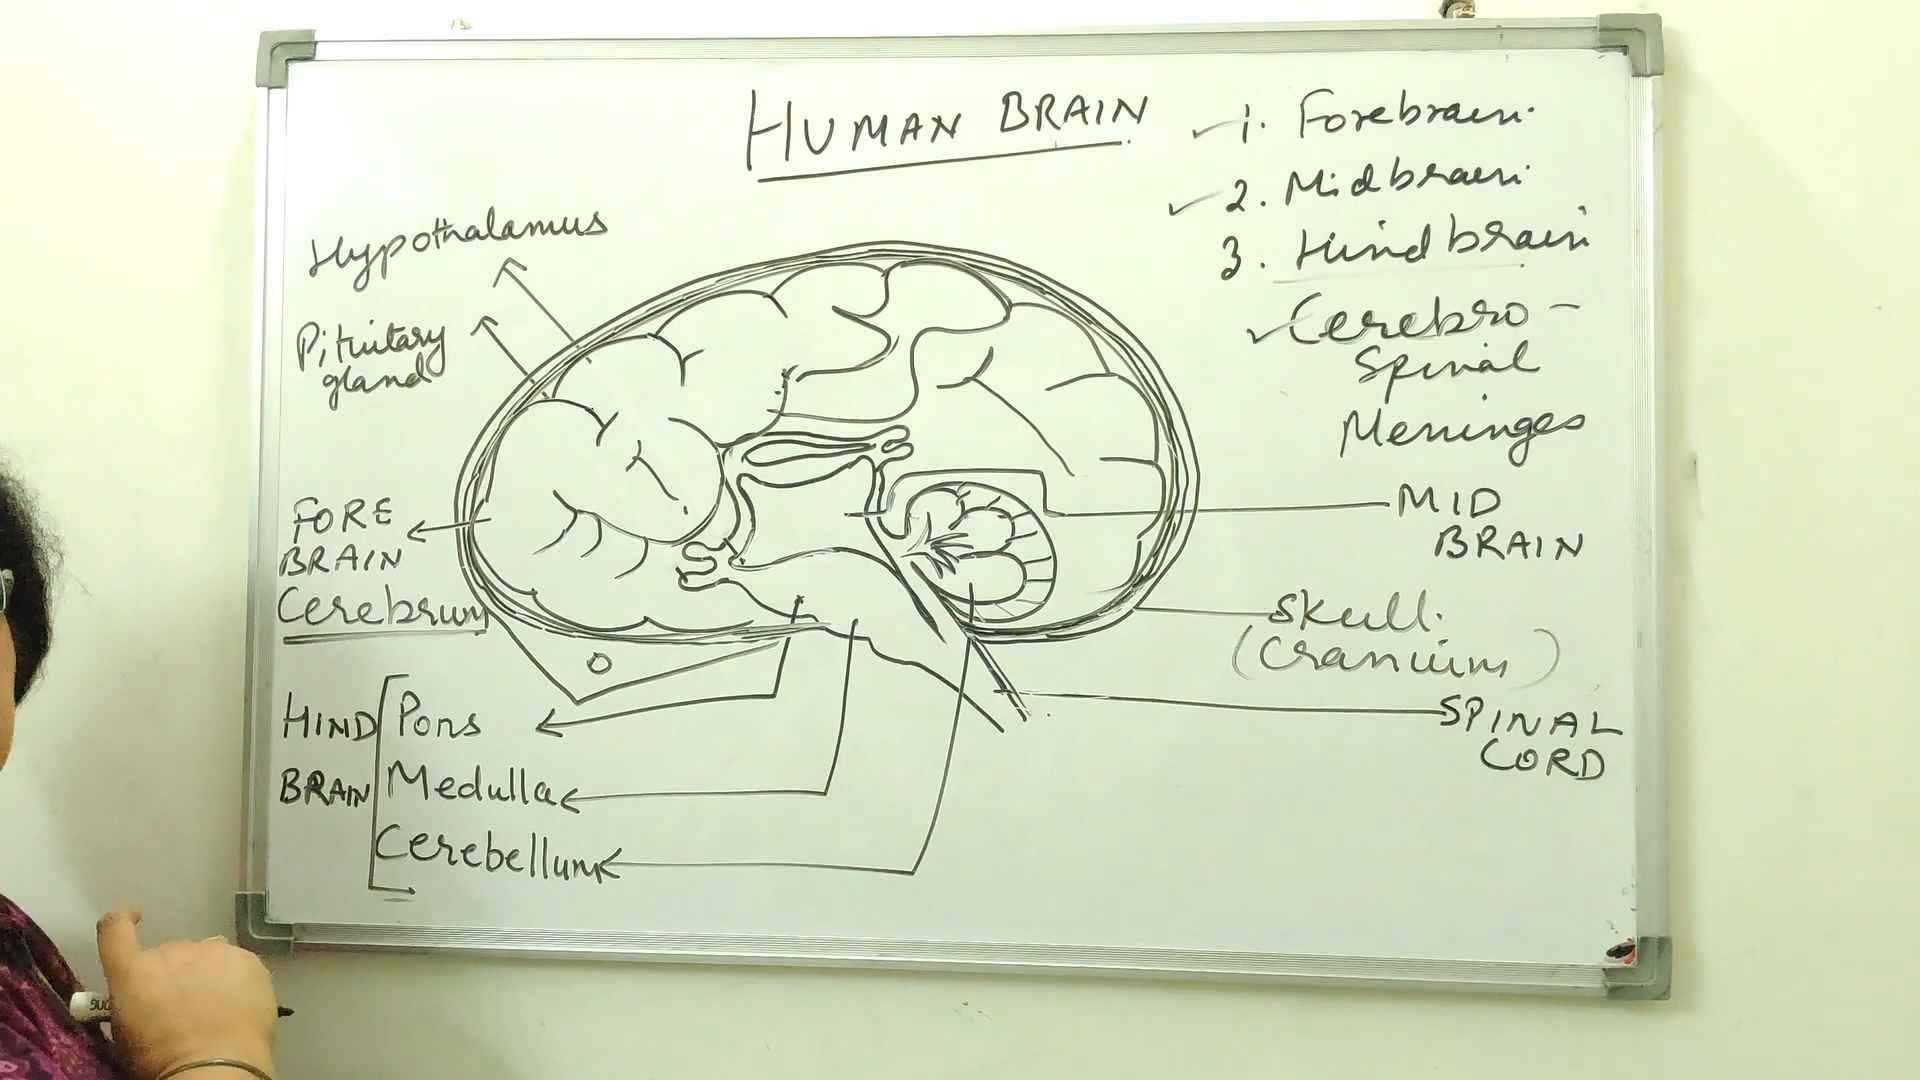 HUMAN BRAIN
1. Forebrain.
2. Midbrain.
3. Hindbrain
Cerebro-
Spinal
Meninges
Hypothalamus
Pituitary
gland
FORE
BRAIN
Cerebrum
HIND
BRAIN
Pons
Medulla
Cerebellum
MID
BRAIN
Skull.
(Cranium)
SPINAL
CORD